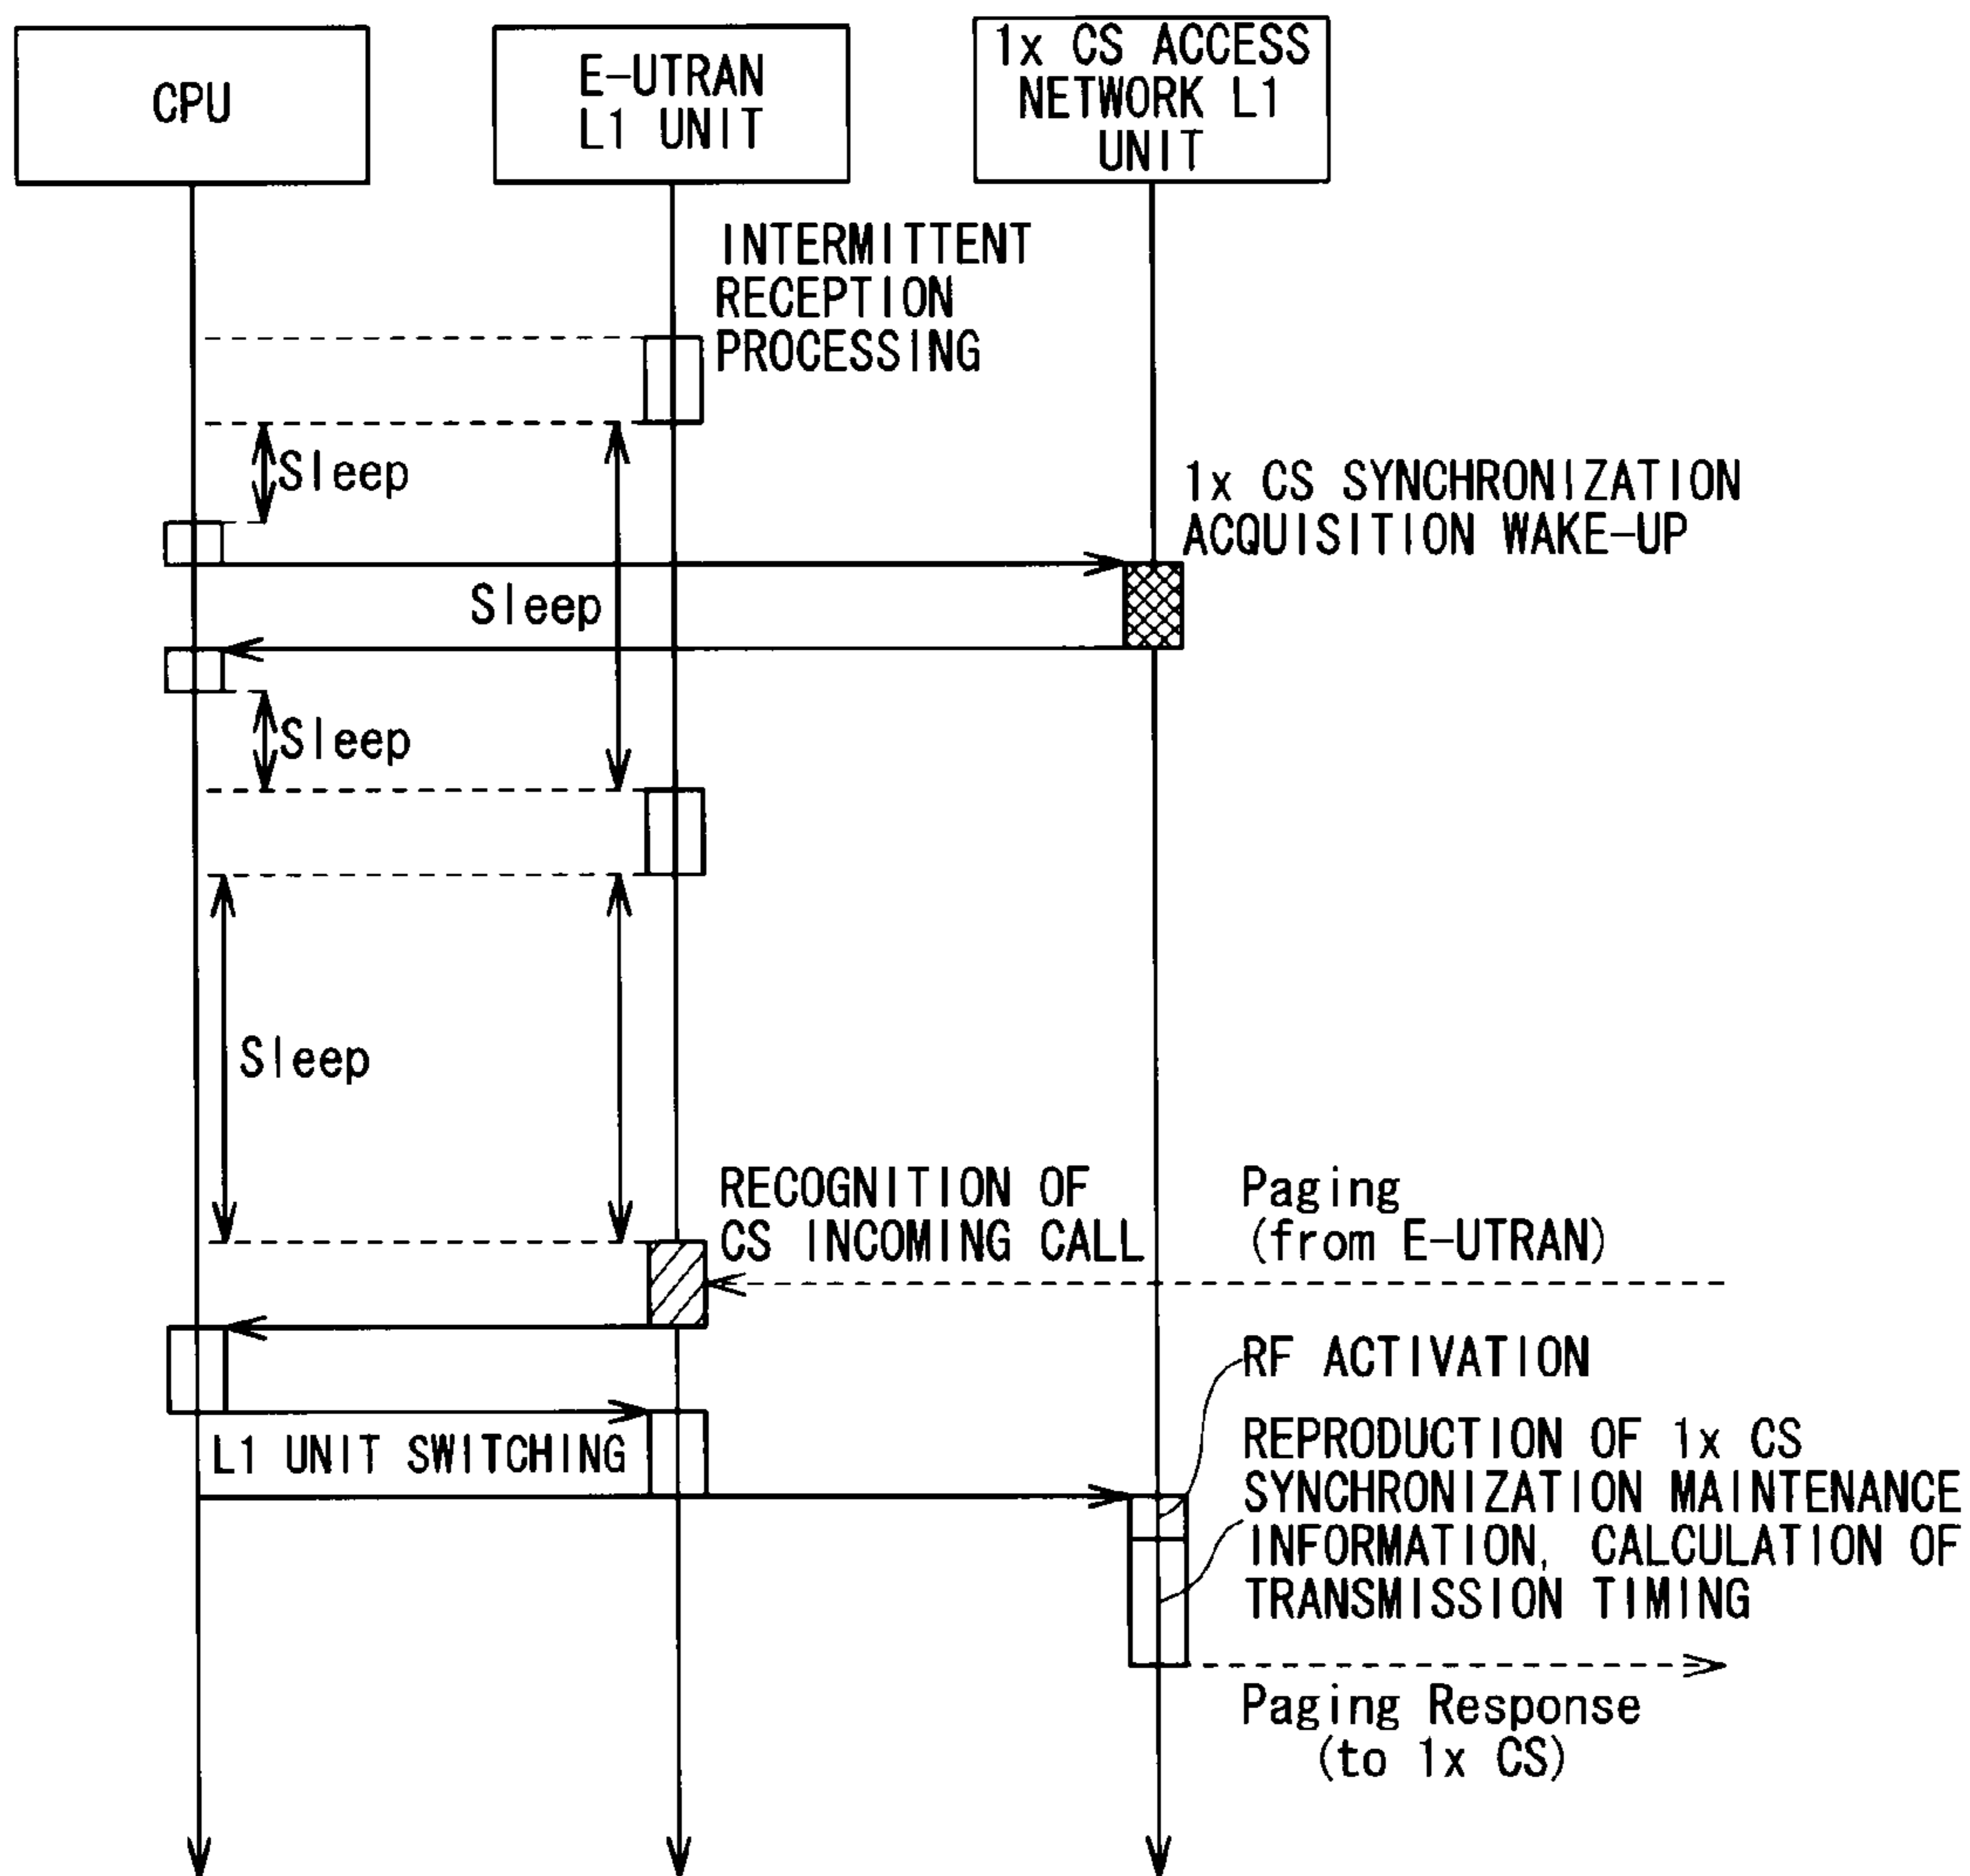 CPU
E-UTRAN
L1 UNIT
1x CS ACCESS
NETWORK L1
UNIT
INTERMITTENT
RECEPTION
PROCESSING
Sleep
1x CS SYNCHRONIZATION
ACQUISITION WAKE-UP
Sleep
Sleep
Sleep
RECOGNITION OF
CS INCOMING CALL
Paging
(from E-UTRAN)
RF ACTIVATION
L1 UNIT SWITCHING
REPRODUCTION OF 1x CS
SYNCHRONIZATION MAINTENANCE
INFORMATION, CALCULATION OF
TRANSMISSION TIMING
Paging Response
(to 1x CS)